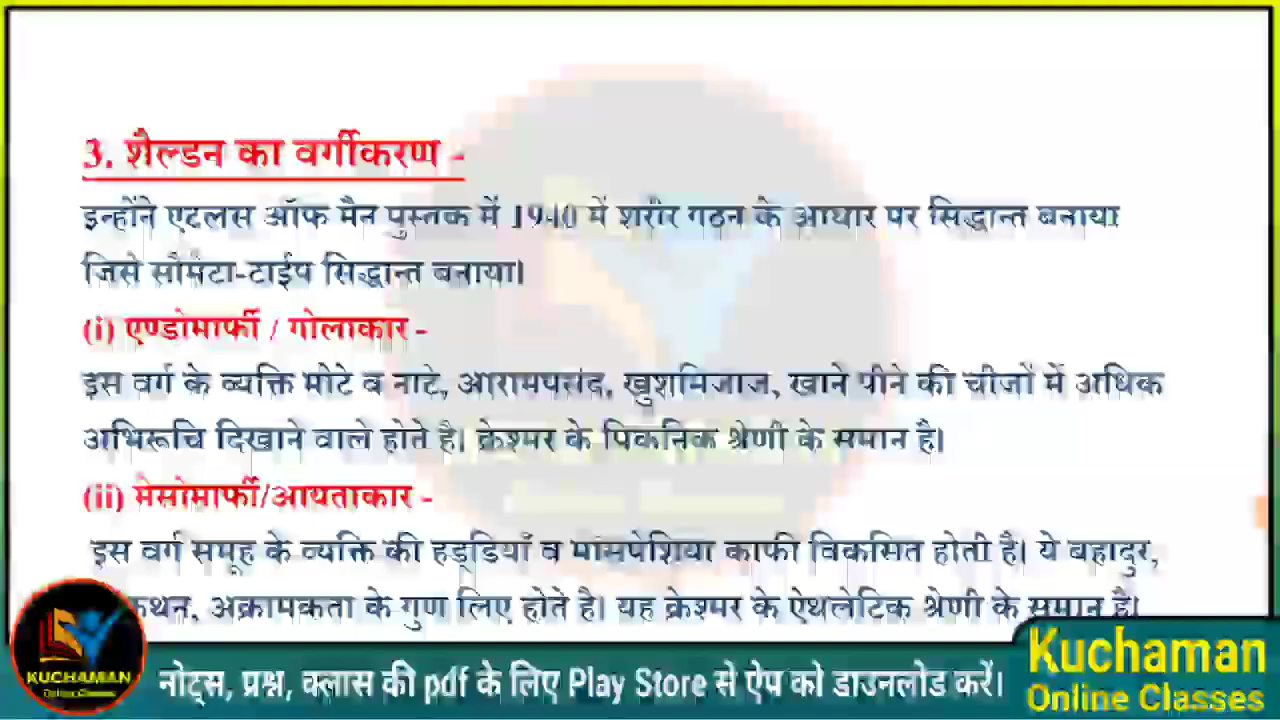 3. शैल्डन का वर्गीकरण -
इन्होंने एटलस ऑफ मैन पुस्तक में 1940 में शरीर गठन के आधार पर सिद्धान्त बनाया
जिसे सोमेटा-टाईप सिद्धान्त बनाया।
(i) एण्डोमार्फी / गोलाकार -
इस वर्ग के व्यक्ति मोटे व नाटे, आरामपसंद, खुशमिजाज, खाने पीने की चीजों में अधिक
अभिरूचि दिखाने वाले होते है। क्रेश्मर के पिकनिक श्रेणी के समान है।
(ii) मेसोमार्फी/आयताकार -
इस वर्ग समूह के व्यक्ति की हड्डियाँ व मांसपेशिया काफी विकसित होती है। ये बहादुर,
कथन, अक्रामकता के गुण लिए होते है। यह क्रेश्मर के ऐथलेटिक श्रेणी के समान है।
KUCHAMAN
Online Classes
नोट्स, प्रश्न, क्लास की pdf के लिए Play Store से ऐप को डाउनलोड करें।
Kuchaman
Online Classes